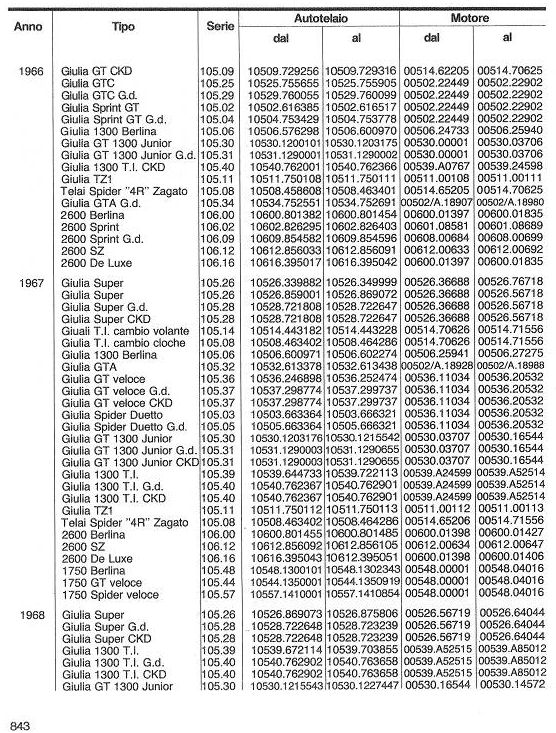 Anno Tipo Serie Autotelaio Motore
dal al dal al
1966 Giulia GT CKD 105.09 10509.729256 10509.729316 00514.62205 00514.70625
Giulia GTC 105.25 10525.755655 10525.755905 00502.22449 00502.22902
Giulia GTC G.d. 105.29 10529.760055 10529.760099 00502.22449 00502.22902
Giulia Sprint GT 105.02 10502.616385 10502.616517 00502.22449 00502.22902
Giulia Sprint GT G.d. 105.04 10504.753429 10504.753778 00502.22449 00502.22902
Giulia 1300 Berlina 105.06 10506.576298 10506.600970 00506.24733 00506.25940
Giulia GT 1300 Junior 105.30 10530.1200101 10530.1203175 00530.00001 00530.03706
Giulia GT 1300 Junior G.d. 105.31 10531.1290001 10531.1290002 00530.00001 00530.03706
Giulia 1300 T.I. CKD 105.40 10540.762001 10540.762366 00539.A0767 00539.24598
Giulia TZ1 105.11 10511.750108 10511.750111 00511.00108 00511.00111
Telai Spider "4R" Zagato 105.08 10508.458608 10508.463401 00514.65205 00514.70625
Giulia GTA G.d. 105.34 10534.752551 10534.752691 00502/A.18907 00502/A.18980
2600 Berlina 106.00 10600.801382 10600.801454 00600.01397 00600.01835
2600 Sprint 106.02 10602.826295 10602.826403 00601.08581 00601.08689
2600 Sprint G.d. 106.09 10609.854582 10609.854596 00608.00684 00608.00699
2600 SZ 106.12 10612.856033 10612.856091 00612.00633 00612.00692
2600 De Luxe 106.16 10616.395017 10616.395042 00600.01397 00600.01835
1967 Giulia Super 105.26 10526.339882 10526.349999 00526.36688 00526.76718
Giulia Super 105.26 10526.859001 10526.869072 00526.36688 00526.56718
Giulia Super G.d. 105.28 10528.721808 10528.722647 00526.36688 00526.56718
Giulia Super CKD 105.28 10528.721808 10528.722647 00526.36688 00526.56718
Giuali T.I. cambio volante 105.14 10514.443182 10514.443228 00514.70626 00514.71556
Giulia T.I. cambio cloche 105.08 10508.463402 10508.464286 00514.70626 00514.71556
Giulia 1300 Berlina 105.06 10506.600971 10506.602274 00506.25941 00506.27275
Giulia GTA 105.32 10532.613378 10532.613438 00502/A.18928 00502/A.18988
Giulia GT veloce 105.36 10536.246898 10536.252474 00536.11034 00536.20532
Giulia GT veloce G.d. 105.37 10537.298774 10537.299737 00536.11034 00536.20532
Giulia GT veloce CKD 105.37 10537.298774 10537.299737 00536.11034 00536.20532
Giulia Spider Duetto 105.03 10503.663364 10503.666321 00536.11034 00536.20532
Giulia Spider Duetto G.d. 105.05 10505.663364 10505.666321 00536.11034 00536.20532
Giulia GT 1300 Junior 105.30 10530.1203176 10530.1215542 00530.03707 00530.16544
Giulia GT 1300 Junior G.d. 105.31 10531.1290003 10531.1290655 00530.03707 00530.16544
Giulia GT 1300 Junior CKD 105.31 10531.1290003 10531.1290655 00530.03707 00530.16544
Giulia 1300 T.I. 105.39 10539.644733 10539.722113 00539.A24599 00539.A52514
Giulia 1300 T.I. G.d. 105.40 10540.762367 10540.762901 00539.A24599 00539.A52514
Giulia 1300 T.I. CKD 105.40 10540.762367 10540.762901 00539.A24599 00539.A52514
Giulia TZ1 105.11 10511.750112 10511.750113 00511.00112 00511.00113
Telai Spider "4R" Zagato 105.08 10508.463402 10508.464286 00514.65206 00514.71556
2600 Berlina 106.00 10600.801455 10600.801485 00600.01398 00600.01427
2600 SZ 106.12 10612.856092 10612.856105 00612.00634 00612.00647
2600 De Luxe 106.16 10616.395043 10612.395051 00600.01398 00600.01406
1750 Berlina 105.48 10548.1300101 10548.1302343 00548.00001 00548.04016
1750 GT veloce 105.44 10544.1350001 10544.1350919 00548.00001 00548.04016
1750 Spider veloce 105.57 10557.1410001 10557.1410854 00548.00001 00548.04016
1968 Giulia Super 105.26 10526.869073 10526.875806 00526.56719 00526.64044
Giulia Super G.d. 105.28 10528.722648 10528.723239 00526.56719 00526.64044
Giulia Super CKD 105.28 10528.722648 10528.723239 00526.56719 00526.64044
Giulia 1300 T.I. 105.39 10539.672114 10539.703855 00539.A52515 00539.A85012
Giulia 1300 T.I. G.d. 105.40 10540.762902 10540.763658 00539.A52515 00539.A85012
Giulia 1300 T.I. CKD 105.40 10540.762902 10540.763658 00539.A52515 00539.A85012
Giulia GT 1300 Junior 105.30 10530.1215543 10530.1227447 00530.16544 00530.14572
843